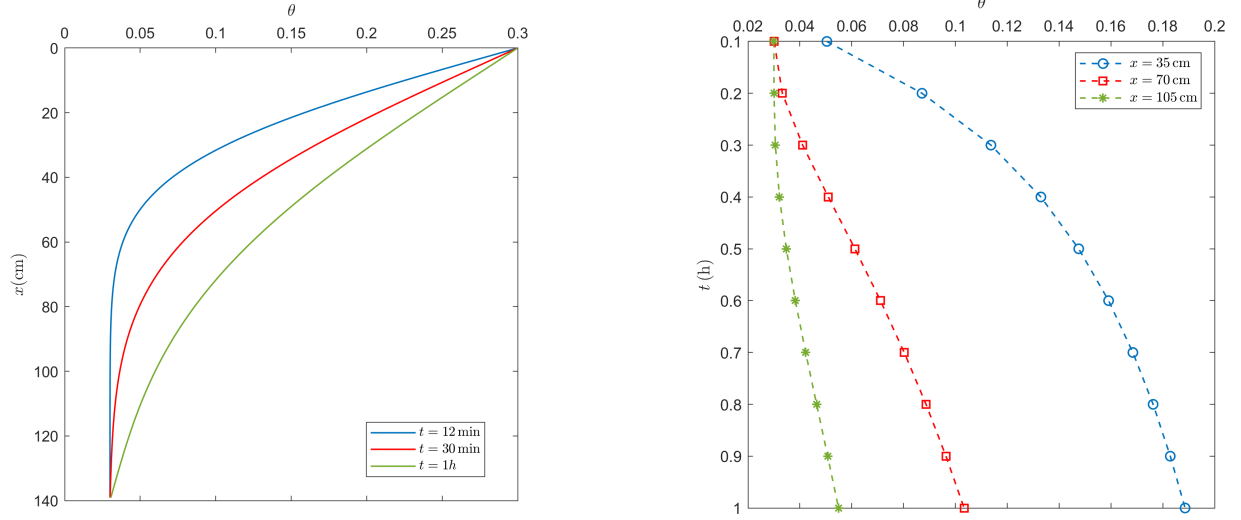 θ
0 0.05 0.1 0.15 0.2 0.25 0.3
0
20
40
60
80
100
120
140
x(cm)
t = 12 min
t = 30 min
t = 1h
θ
0.02 0.04 0.06 0.08 0.1 0.12 0.14 0.16 0.18 0.2
0.1
0.2
0.3
0.4
0.5
0.6
0.7
0.8
0.9
1
t (h)
x = 35 cm
x = 70 cm
x = 105 cm